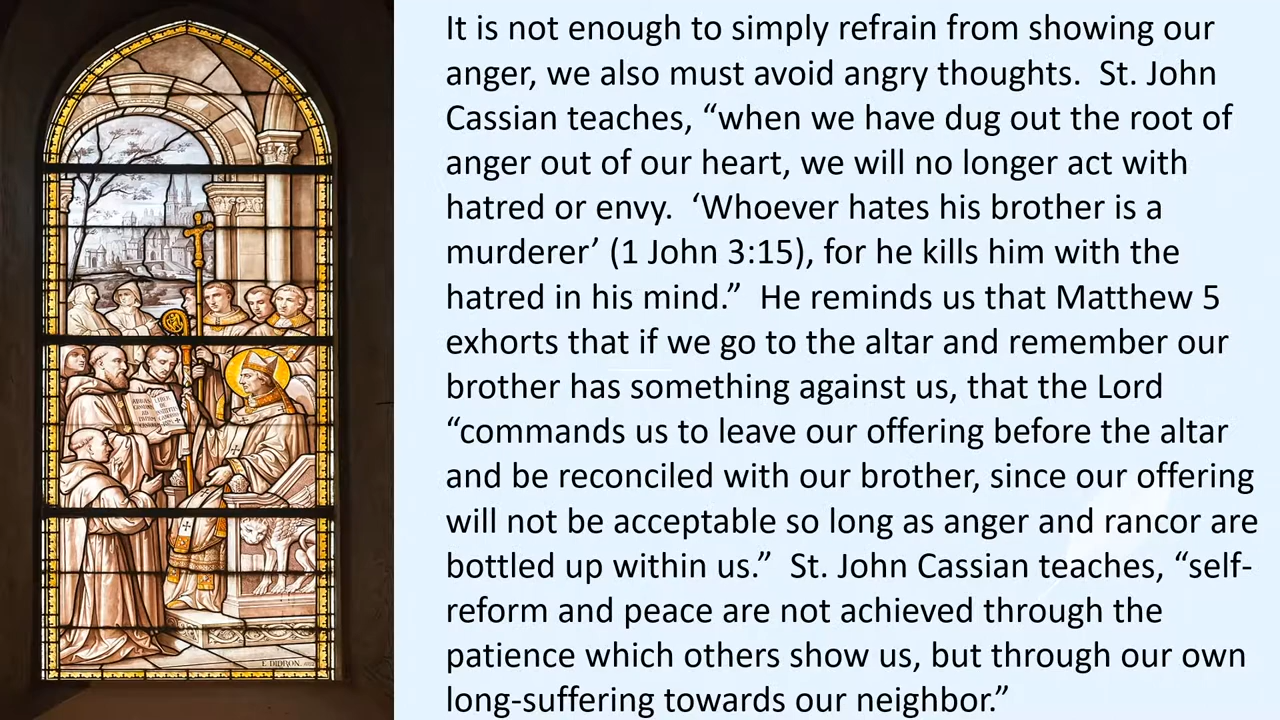 It is not enough to simply refrain from showing our
anger, we also must avoid angry thoughts.  St. John
Cassian teaches, “when we have dug out the root of
anger out of our heart, we will no longer act with
hatred or envy.  ‘Whoever hates his brother is a
murderer’ (1 John 3:15), for he kills him with the
hatred in his mind.”  He reminds us that Matthew 5
exhorts that if we go to the altar and remember our
brother has something against us, that the Lord
“commands us to leave our offering before the altar
and be reconciled with our brother, since our offering
will not be acceptable so long as anger and rancor are
bottled up within us.”  St. John Cassian teaches, “self-
reform and peace are not achieved through the
patience which others show us, but through our own
long-suffering towards our neighbor.”
E. DIDRON